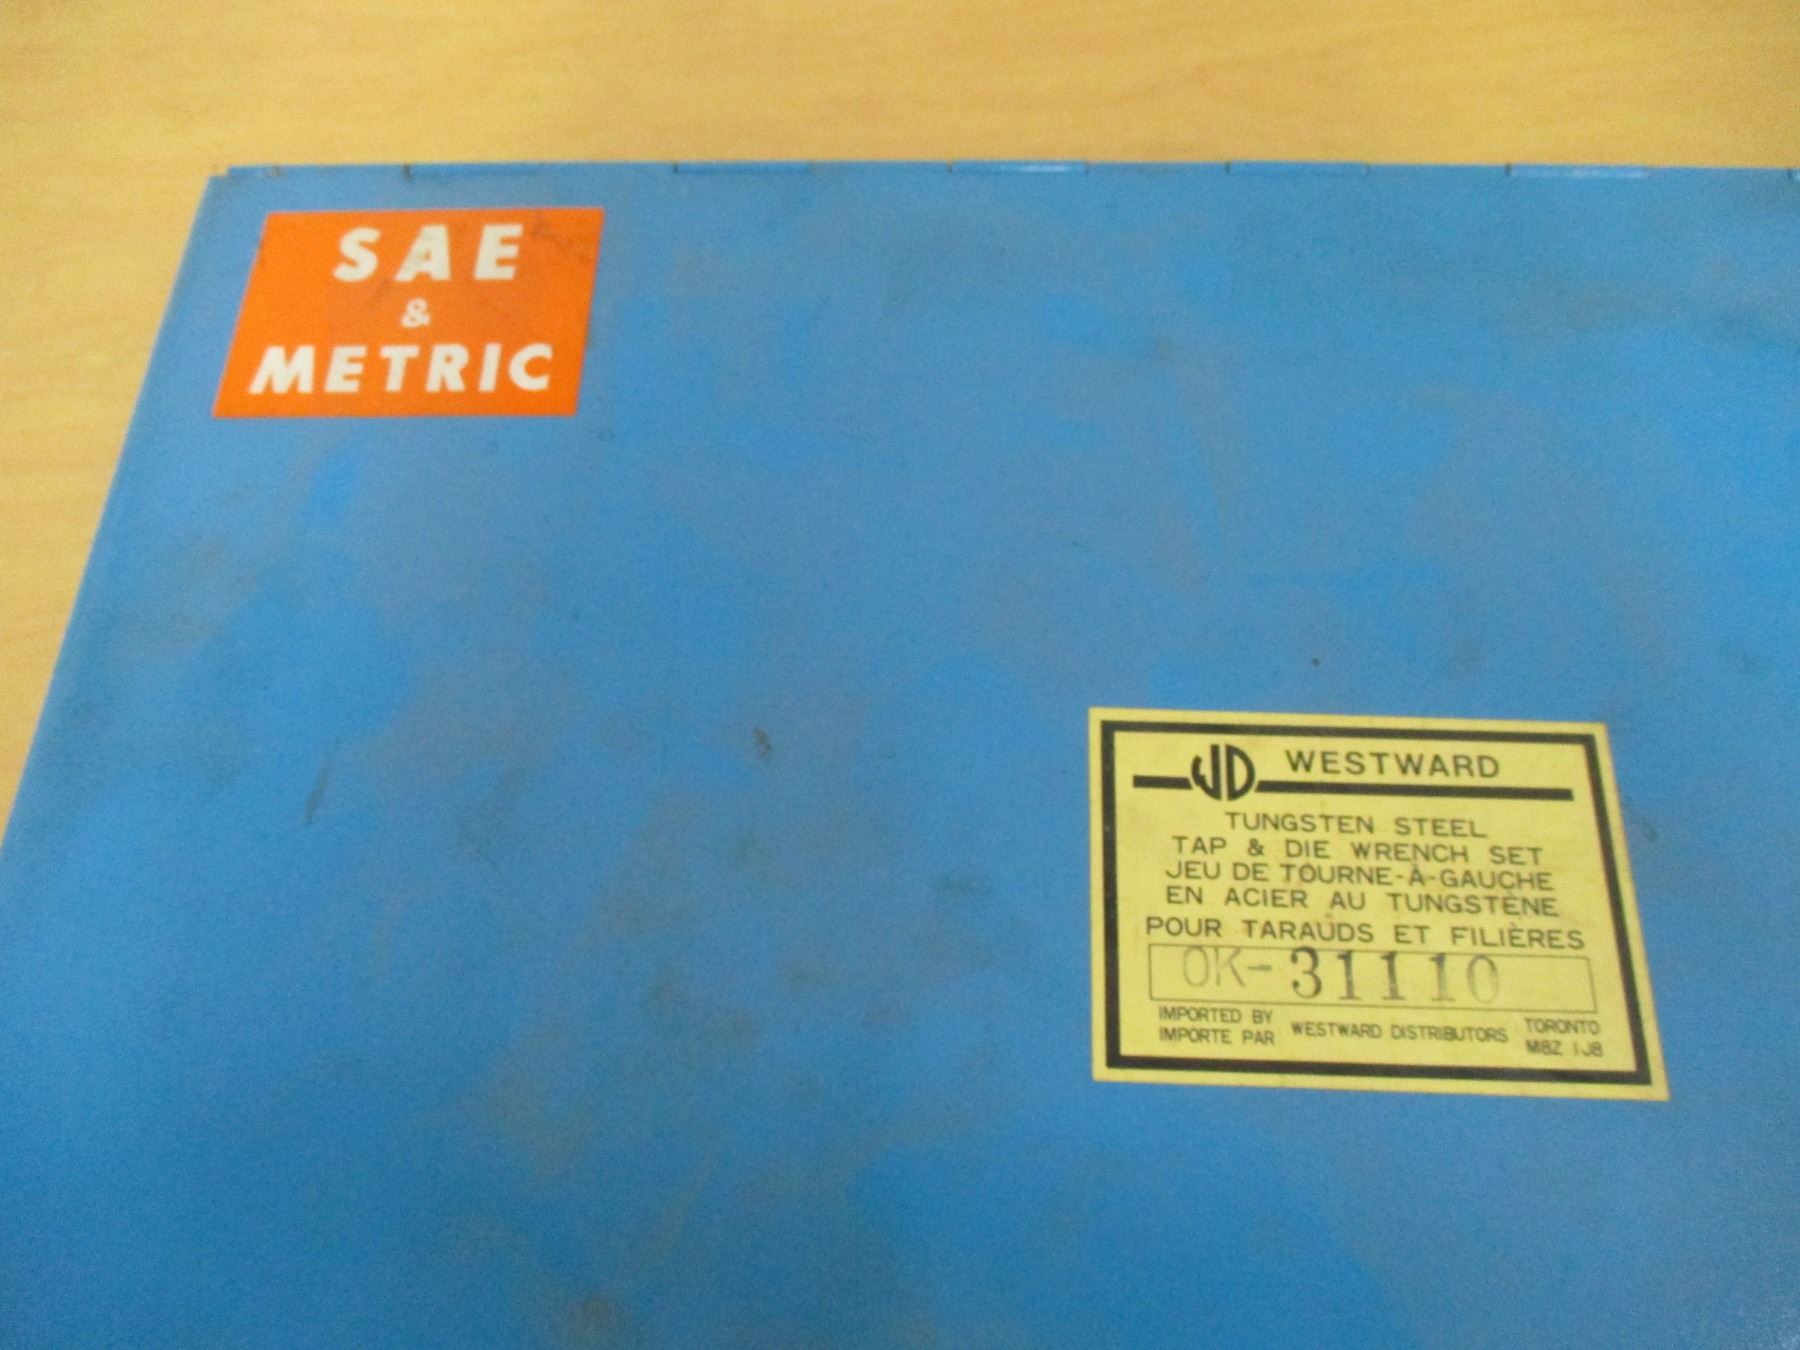 SAE
&
METRIC
WD WESTWARD
TUNGSTEN STEEL
TAP & DIE WRENCH SET
JEU DE TOURNE-À-GAUCHE
EN ACIER AU TUNGSTÈNE
POUR TARAUDS ET FILIÈRES
OK-31110
IMPORTED BY
IMPORTE PAR
WESTWARD DISTRIBUTORS
TORONTO
M8Z 1J8